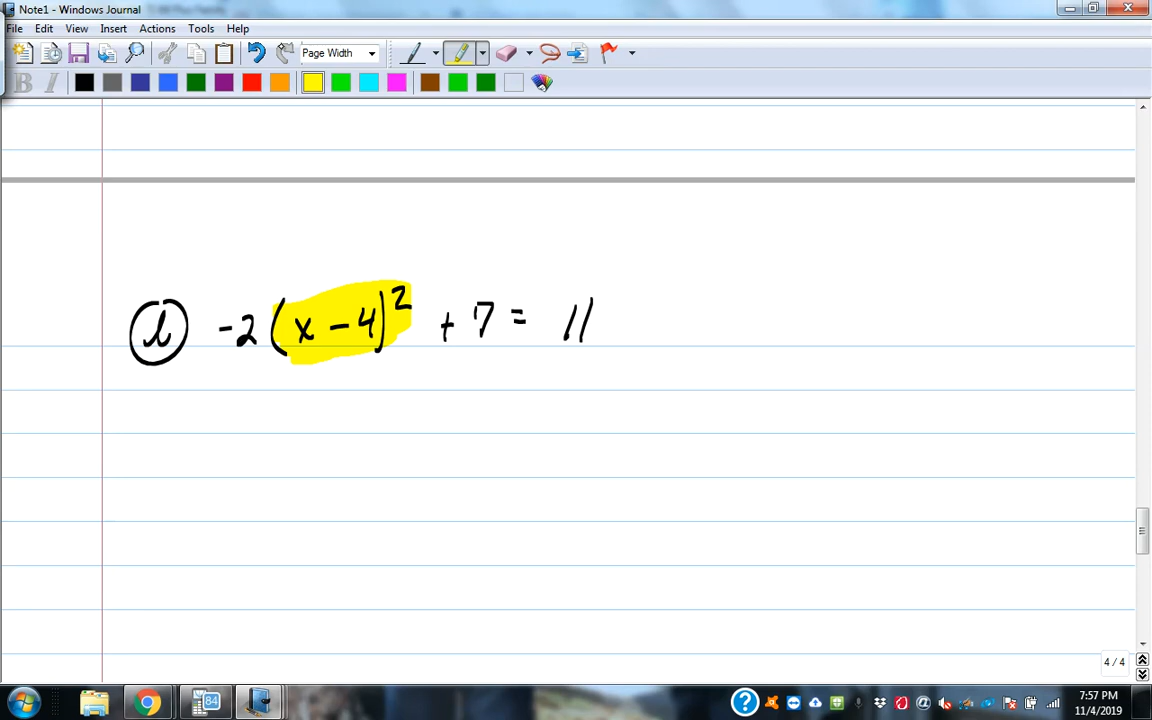 Note1 - Windows Journal
File Edit View Insert Actions Tools Help
Page Width
B I
l -2(x-4)² + 7 = 11
4 / 4
84
7:57 PM
11/4/2019